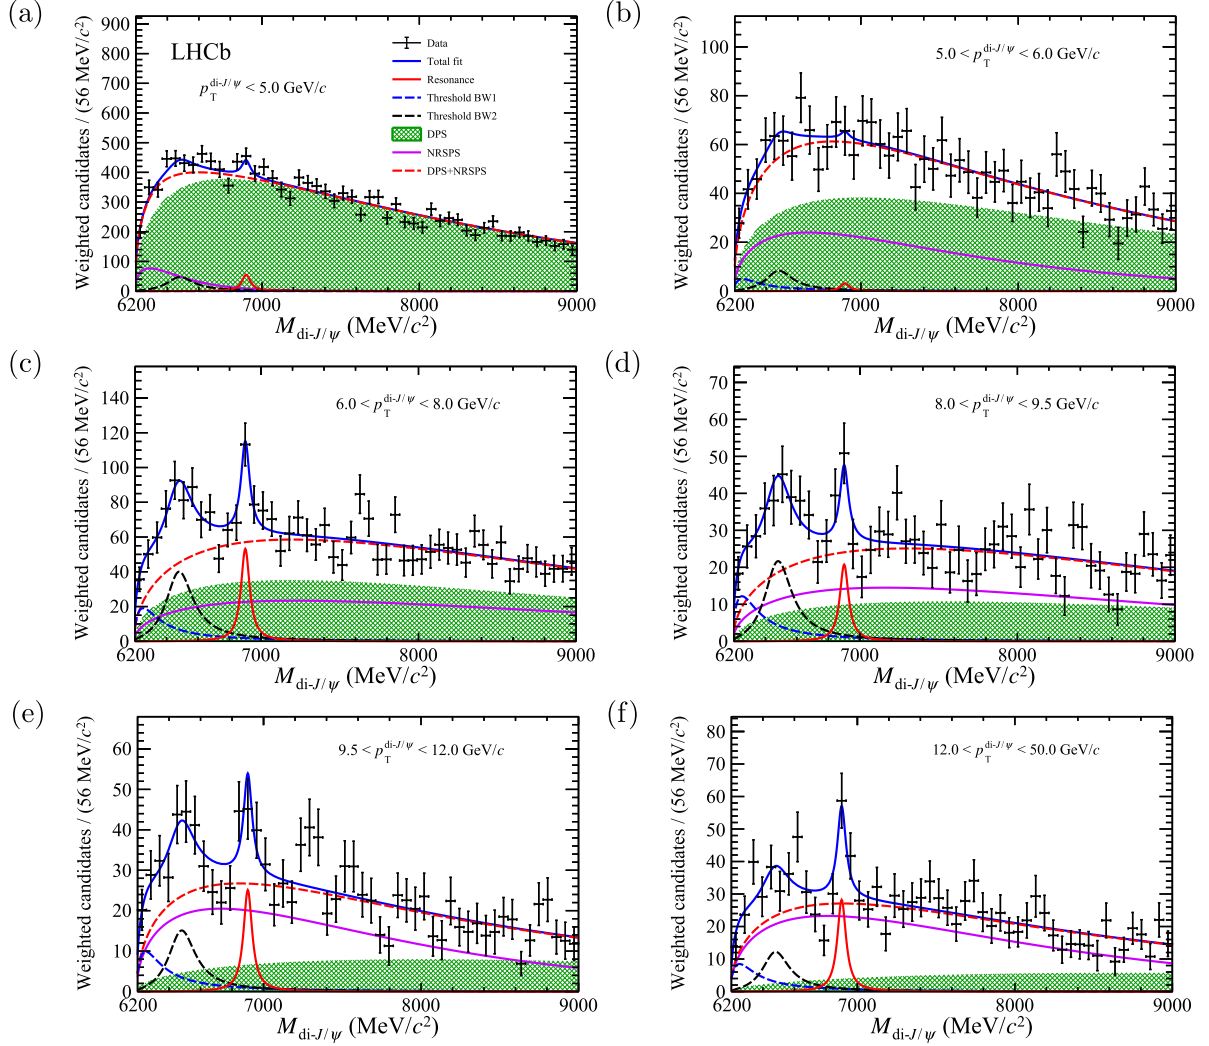 (a)
Weighted candidates / (56 MeV/c²)
900
800
700
600
500
400
300
200
100
0
LHCb
p_T^{di-J/ψ} < 5.0 GeV/c
Data
Total fit
Resonance
Threshold BW1
Threshold BW2
DPS
NRSPS
DPS+NRSPS
6200 7000 8000 9000
M_{di-J/ψ} (MeV/c²)
(b)
Weighted candidates / (56 MeV/c²)
100
80
60
40
20
0
5.0 < p_T^{di-J/ψ} < 6.0 GeV/c
6200 7000 8000 9000
M_{di-J/ψ} (MeV/c²)
(c)
Weighted candidates / (56 MeV/c²)
140
120
100
80
60
40
20
0
6.0 < p_T^{di-J/ψ} < 8.0 GeV/c
6200 7000 8000 9000
M_{di-J/ψ} (MeV/c²)
(d)
Weighted candidates / (56 MeV/c²)
70
60
50
40
30
20
10
0
8.0 < p_T^{di-J/ψ} < 9.5 GeV/c
6200 7000 8000 9000
M_{di-J/ψ} (MeV/c²)
(e)
Weighted candidates / (56 MeV/c²)
60
50
40
30
20
10
0
9.5 < p_T^{di-J/ψ} < 12.0 GeV/c
6200 7000 8000 9000
M_{di-J/ψ} (MeV/c²)
(f)
Weighted candidates / (56 MeV/c²)
80
70
60
50
40
30
20
10
0
12.0 < p_T^{di-J/ψ} < 50.0 GeV/c
6200 7000 8000 9000
M_{di-J/ψ} (MeV/c²)